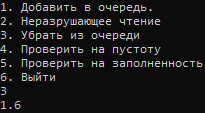 1. Добавить в очередь.
2. Неразрушающее чтение
3. Убрать из очереди
4. Проверить на пустоту
5. Проверить на заполненность
6. Выйти
3
1.6